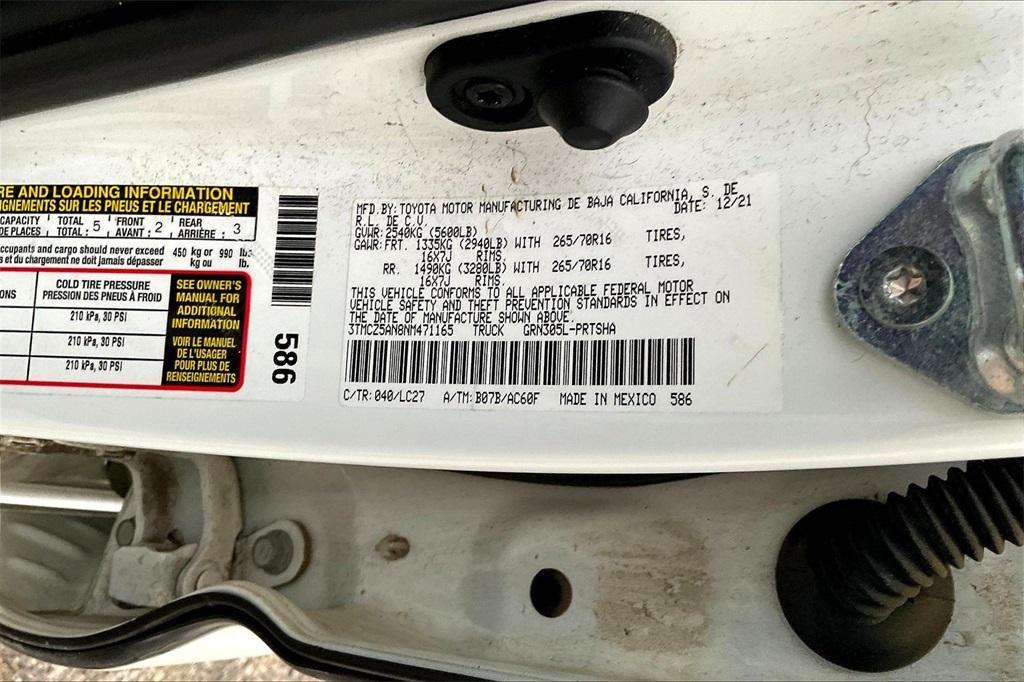 RE AND LOADING INFORMATION
EIGNEMENTS SUR LES PNEUS ET LE CHARGEMENT
CAPACITY TOTAL 5 FRONT 2 REAR 3
DE PLACES TOTAL: AVANT: ARRIÈRE:
ccupants and cargo should never exceed 450 kg or 990 lbs
s et du chargement ne doit jamais dépasser kg ou lb.
ONS COLD TIRE PRESSURE
PRESSION DES PNEUS À FROID
210 kPa, 30 PSI
210 kPa, 30 PSI
210 kPa, 30 PSI
SEE OWNER'S
MANUAL FOR
ADDITIONAL
INFORMATION
VOIR LE MANUEL
DE L'USAGER
POUR PLUS DE
RENSEIGNEMENTS
586
MFD.BY: TOYOTA MOTOR MANUFACTURING DE BAJA CALIFORNIA, S. DE
R.L. DE C.V. DATE: 12/21
GVWR: 2540KG (5600LB)
GAWR: FRT. 1335KG (2940LB) WITH 265/70R16 TIRES,
16X7J RIMS.
RR. 1490KG (3280LB) WITH 265/70R16 TIRES,
16X7J RIMS.
THIS VEHICLE CONFORMS TO ALL APPLICABLE FEDERAL MOTOR
VEHICLE SAFETY AND THEFT PREVENTION STANDARDS IN EFFECT ON
THE DATE OF MANUFACTURE SHOWN ABOVE.
3TMCZ5AN8NM471165 TRUCK GRN305L-PRTSHA
C/TR: 040/LC27 A/TM: B07B/AC60F MADE IN MEXICO 586